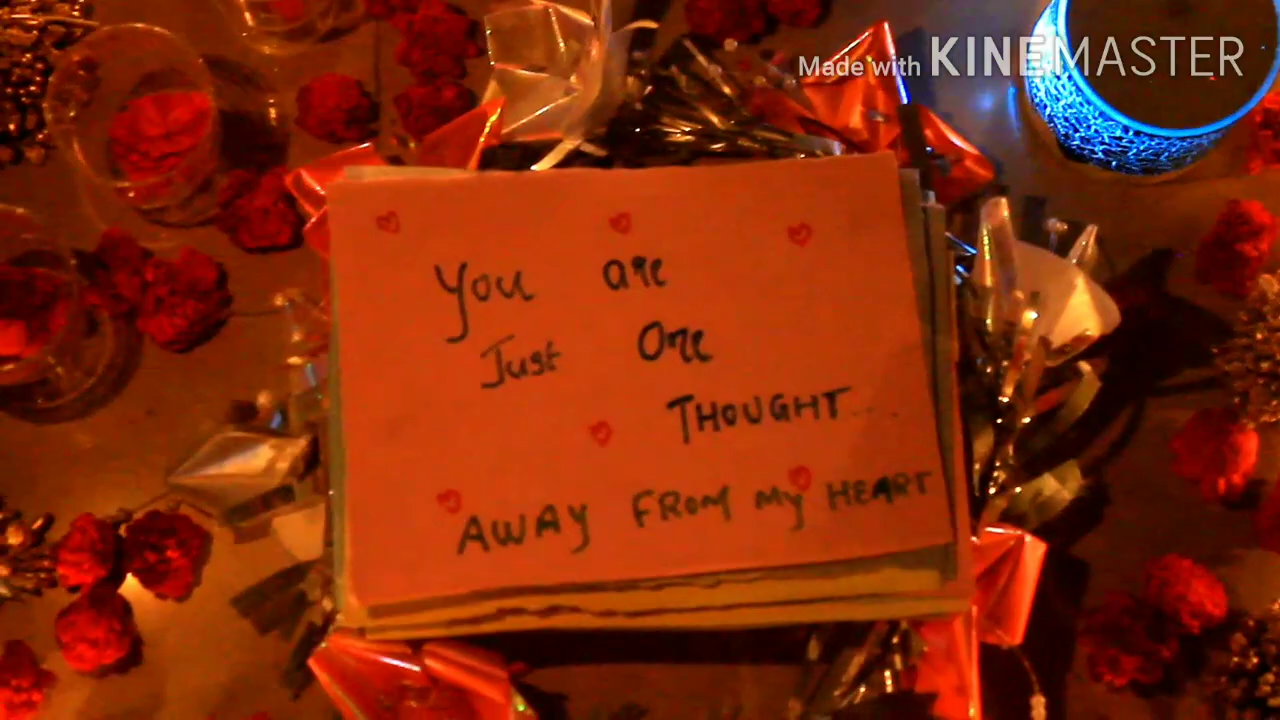 Made with KINEMASTER
You are
Just One
THOUGHT...
AWAY FROM MY HEART